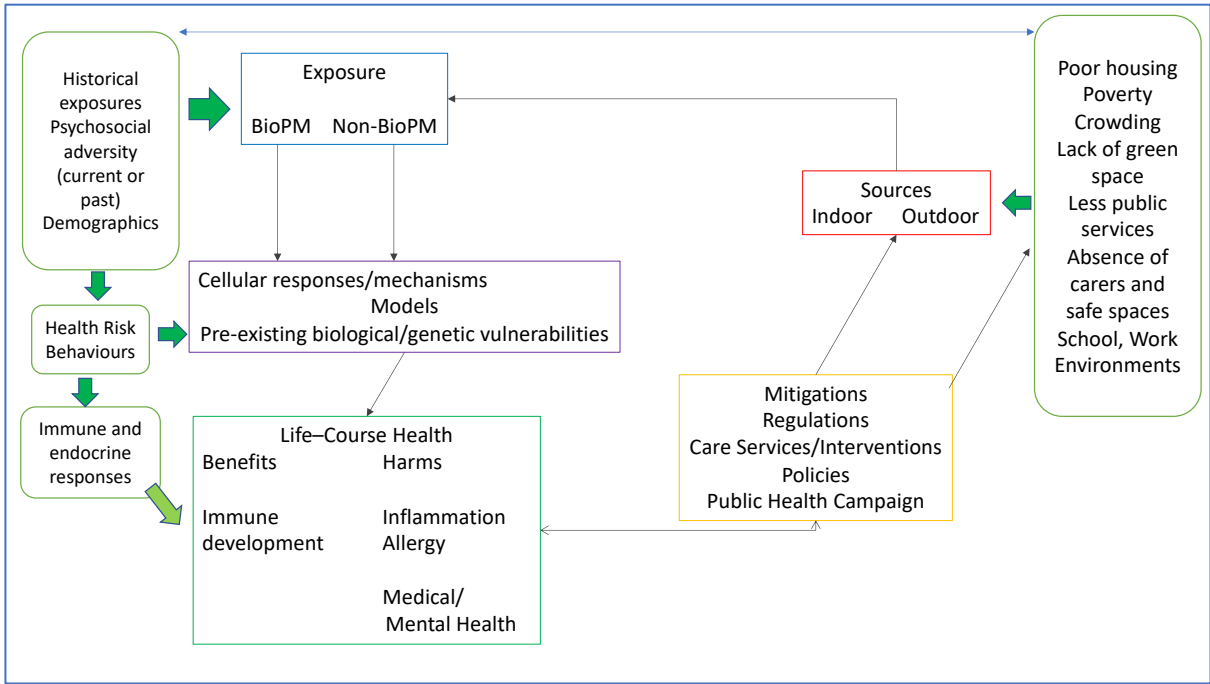 Historical
exposures
Psychosocial
adversity
(current or
past)
Demographics
Exposure
BioPM Non-BioPM
Health Risk
Behaviours
Cellular responses/mechanisms
Models
Pre-existing biological/genetic vulnerabilities
Immune and
endocrine
responses
Life–Course Health
Benefits Harms
Immune Inflammation
development Allergy
Medical/
Mental Health
Mitigations
Regulations
Care Services/Interventions
Policies
Public Health Campaign
Sources
Indoor Outdoor
Poor housing
Poverty
Crowding
Lack of green
space
Less public
services
Absence of
carers and
safe spaces
School, Work
Environments